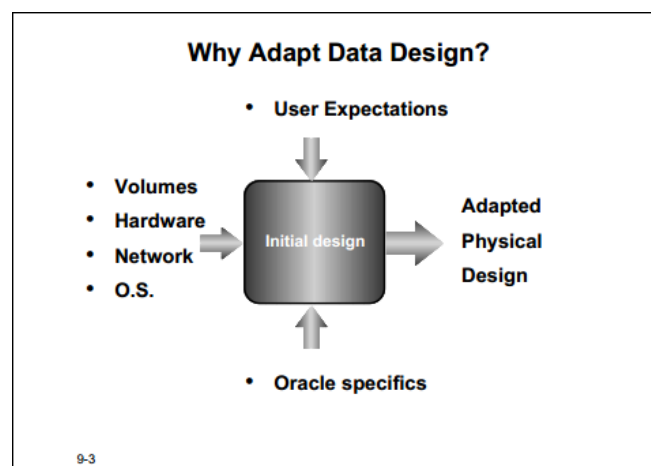 Why Adapt Data Design?
• User Expectations
• Volumes
• Hardware
• Network
• O.S.
Initial design
Adapted
Physical
Design
• Oracle specifics
9-3